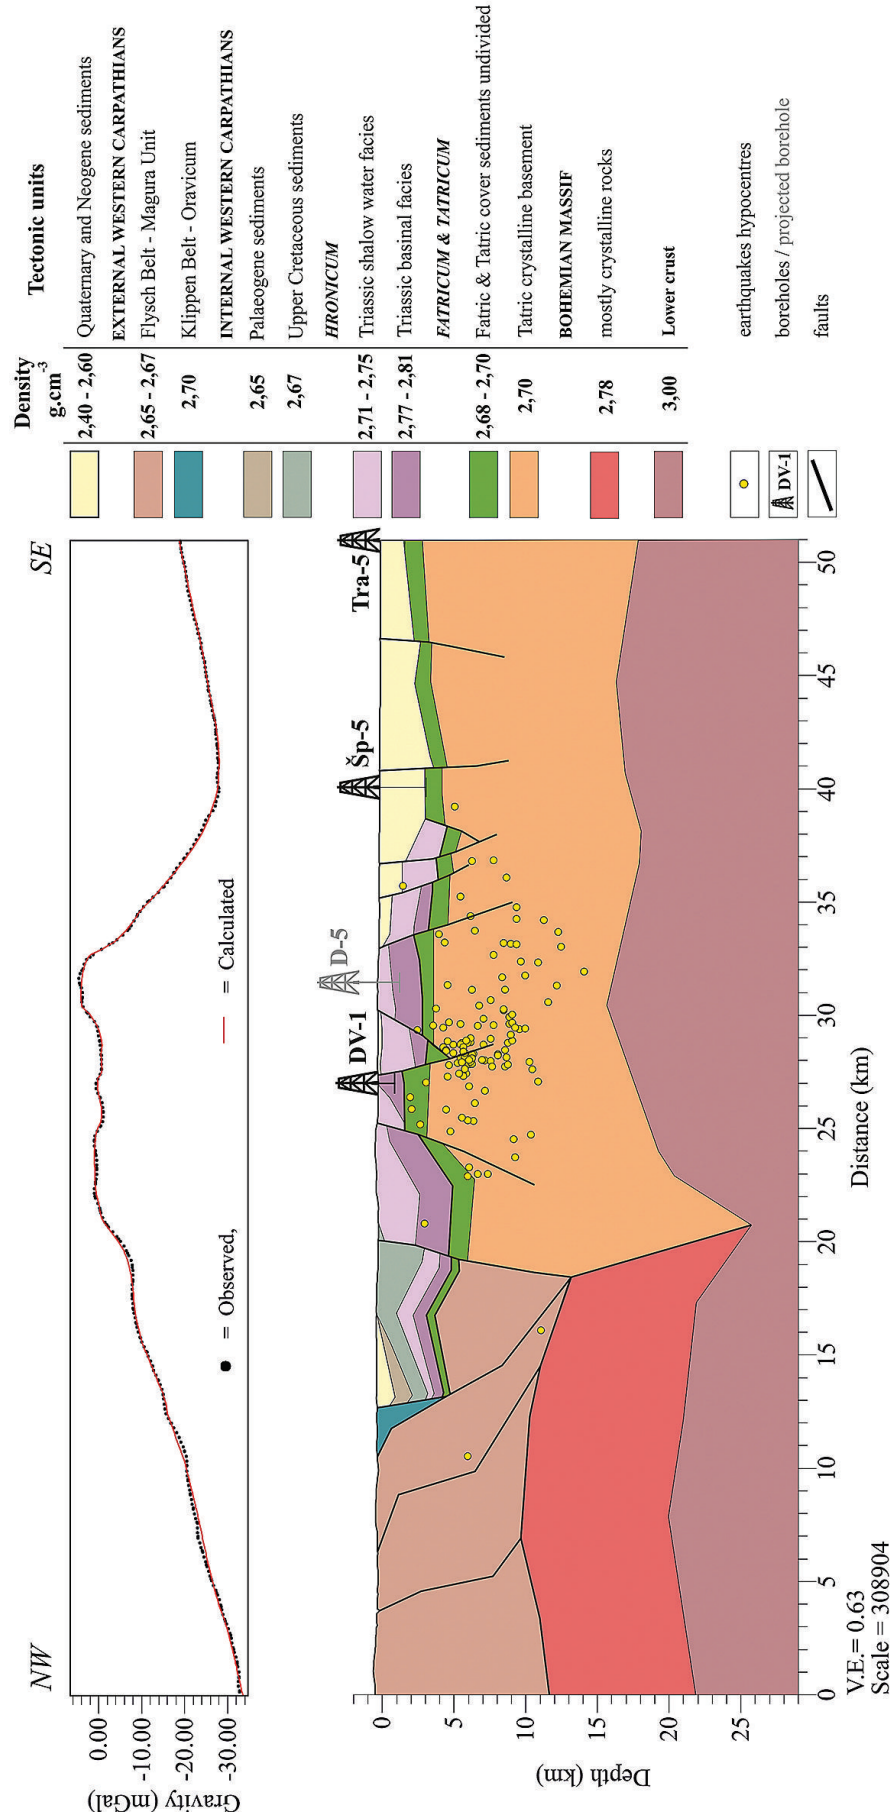 NW
SE
Gravity (mGal)
0.00
-10.00
-20.00
-30.00
= Observed,
= Calculated
DV-1
D-5
Šp-5
Tra-5
Depth (km)
0
5
10
15
20
25
0
5
10
15
20
25
30
35
40
45
50
Distance (km)
V.E.= 0.63
Scale = 308904
Density
g.cm-3
Tectonic units
2,40 - 2,60 Quaternary and Neogene sediments
EXTERNAL WESTERN CARPATHIANS
2,65 - 2,67 Flysch Belt - Magura Unit
2,70 Klippen Belt - Oravicum
INTERNAL WESTERN CARPATHIANS
2,65 Palaeogene sediments
2,67 Upper Cretaceous sediments
HRONICUM
2,71 - 2,75 Triassic shalow water facies
2,77 - 2,81 Triassic basinal facies
FATRICUM & TATRICUM
2,68 - 2,70 Fatric & Tatric cover sediments undivided
2,70 Tatric crystalline basement
BOHEMIAN MASSIF
2,78 mostly crystalline rocks
3,00 Lower crust
earthquakes hypocentres
DV-1 boreholes / projected borehole
faults